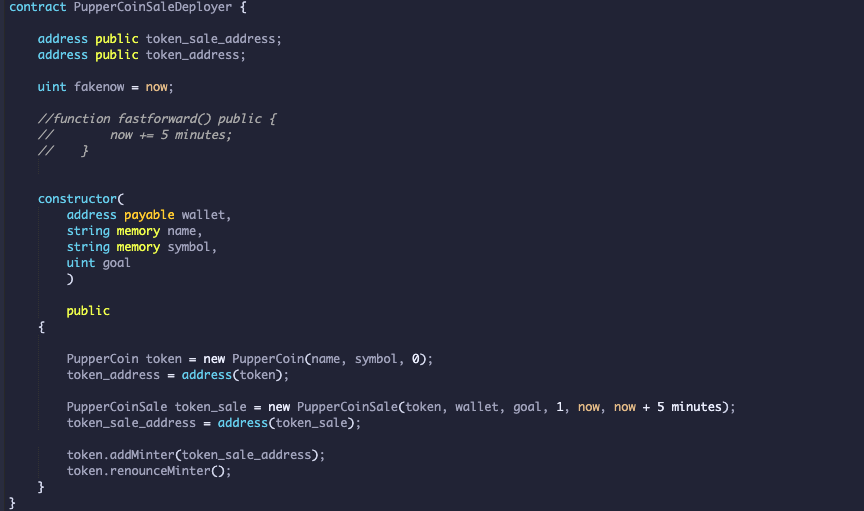 contract PupperCoinSaleDeployer {
address public token_sale_address;
address public token_address;
uint fakenow = now;
//function fastforward() public {
//        now += 5 minutes;
//    }
constructor(
address payable wallet,
string memory name,
string memory symbol,
uint goal
)
public
{
PupperCoin token = new PupperCoin(name, symbol, 0);
token_address = address(token);
PupperCoinSale token_sale = new PupperCoinSale(token, wallet, goal, 1, now, now + 5 minutes);
token_sale_address = address(token_sale);
token.addMinter(token_sale_address);
token.renounceMinter();
}
}